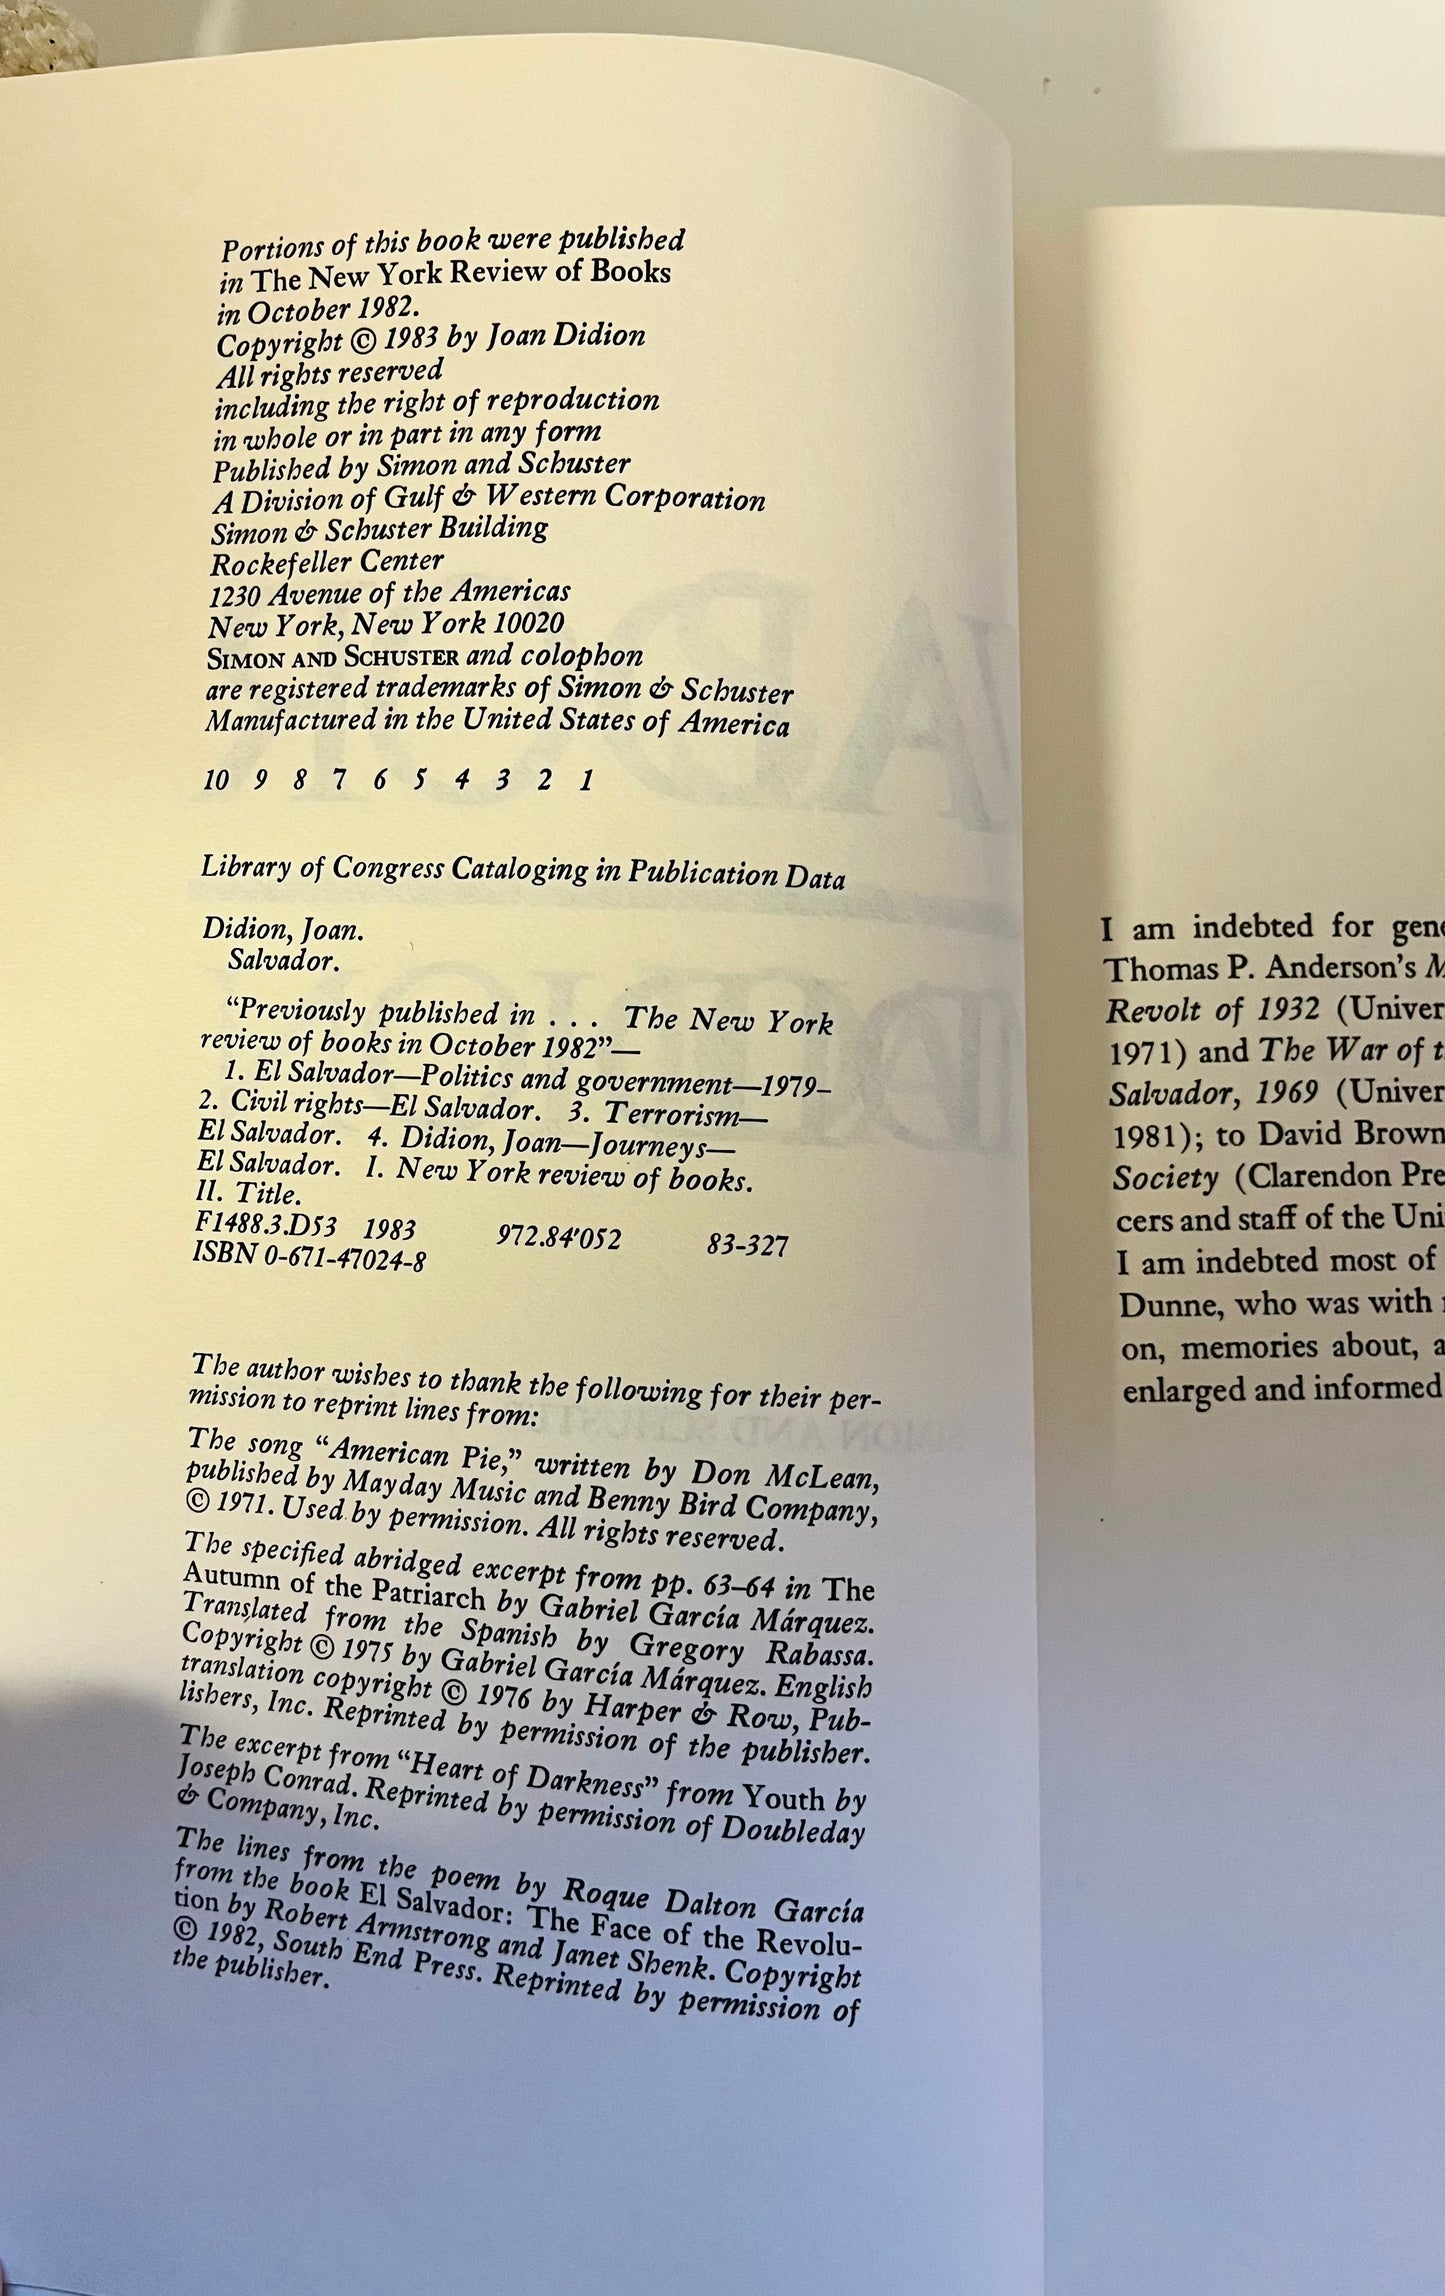 Portions of this book were published
in The New York Review of Books
in October 1982.
Copyright © 1983 by Joan Didion
All rights reserved
including the right of reproduction
in whole or in part in any form
Published by Simon and Schuster
A Division of Gulf & Western Corporation
Simon & Schuster Building
Rockefeller Center
1230 Avenue of the Americas
New York, New York 10020
SIMON AND SCHUSTER and colophon
are registered trademarks of Simon & Schuster
Manufactured in the United States of America
10 9 8 7 6 5 4 3 2 1
Library of Congress Cataloging in Publication Data
Didion, Joan.
Salvador.
“Previously published in . . . The New York
review of books in October 1982”—
1. El Salvador—Politics and government—1979–
2. Civil rights—El Salvador. 3. Terrorism—
El Salvador. 4. Didion, Joan—Journeys—
El Salvador. I. New York review of books.
II. Title.
F1488.3.D53 1983 972.84'052 83-327
ISBN 0-671-47024-8
The author wishes to thank the following for their per-
mission to reprint lines from:
The song “American Pie,” written by Don McLean,
published by Mayday Music and Benny Bird Company,
© 1971. Used by permission. All rights reserved.
The specified abridged excerpt from pp. 63–64 in The
Autumn of the Patriarch by Gabriel García Márquez.
Translated from the Spanish by Gregory Rabassa.
Copyright © 1975 by Gabriel García Márquez. English
translation copyright © 1976 by Harper & Row, Pub-
lishers, Inc. Reprinted by permission of the publisher.
The excerpt from “Heart of Darkness” from Youth by
Joseph Conrad. Reprinted by permission of Doubleday
& Company, Inc.
The lines from the poem by Roque Dalton García
from the book El Salvador: The Face of the Revolu-
tion by Robert Armstrong and Janet Shenk. Copyright
© 1982, South End Press. Reprinted by permission of
the publisher.
I am indebted for gene
Thomas P. Anderson's M
Revolt of 1932 (Univer
1971) and The War of t
Salvador, 1969 (Univer
1981); to David Brown
Society (Clarendon Pre
cers and staff of the Uni
I am indebted most of
Dunne, who was with
on, memories about, a
enlarged and informed